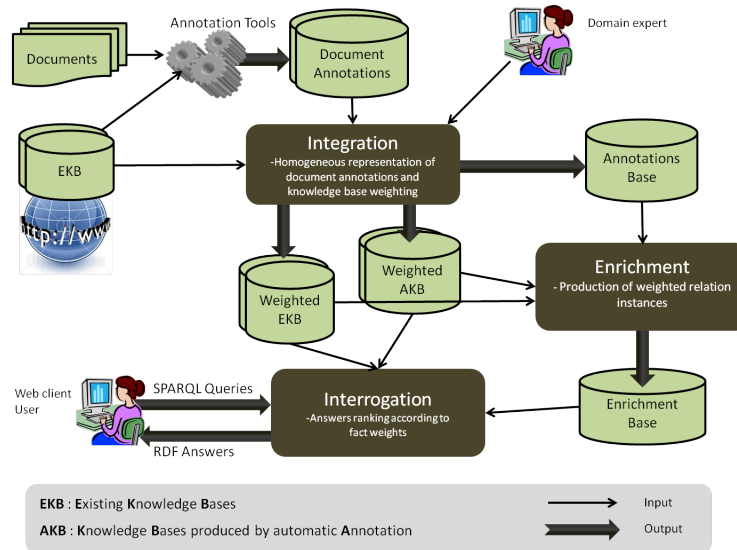 Annotation Tools
Domain expert
Documents
Document
Annotations
EKB
http://www
Integration
-Homogeneous representation of
document annotations and
knowledge base weighting
Annotations
Base
Weighted
EKB
Weighted
AKB
Enrichment
- Production of weighted relation
instances
Web client
User
SPARQL Queries
RDF Answers
Interrogation
-Answers ranking according to
fact weights
Enrichment
Base
EKB : Existing Knowledge Bases
AKB : Knowledge Bases produced by automatic Annotation
Input
Output